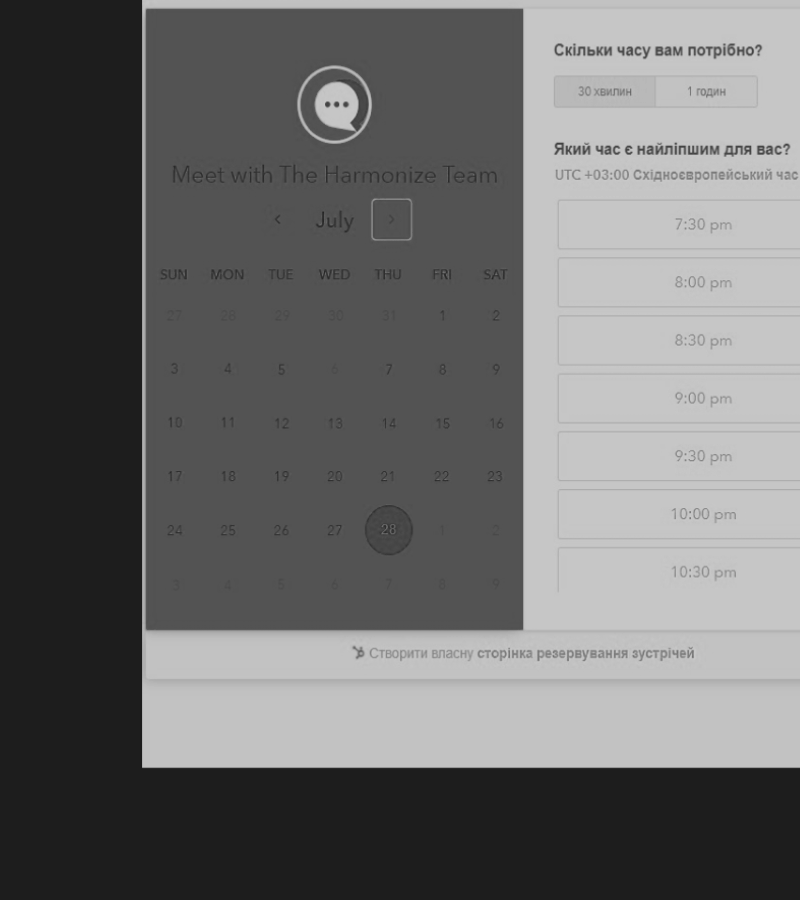 Meet with The Harmonize Team
July
SUN MON TUE WED THU FRI SAT
27 28 29 30 31 1 2
3 4 5 6 7 8 9
10 11 12 13 14 15 16
17 18 19 20 21 22 23
24 25 26 27 28 1 2
3 4 5 6 7 8 9
Скільки часу вам потрібно?
30 хвилин 1 годин
Який час є найліпшим для вас?
UTC +03:00 Східноєвропейський час
7:30 pm
8:00 pm
8:30 pm
9:00 pm
9:30 pm
10:00 pm
10:30 pm
Створити власну сторінка резервування зустрічей